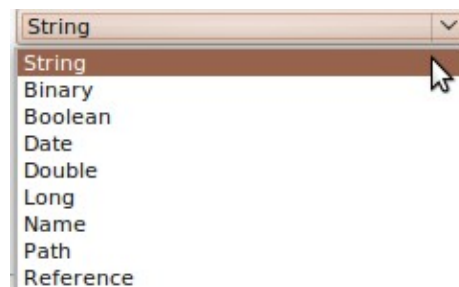 String
String
Binary
Boolean
Date
Double
Long
Name
Path
Reference